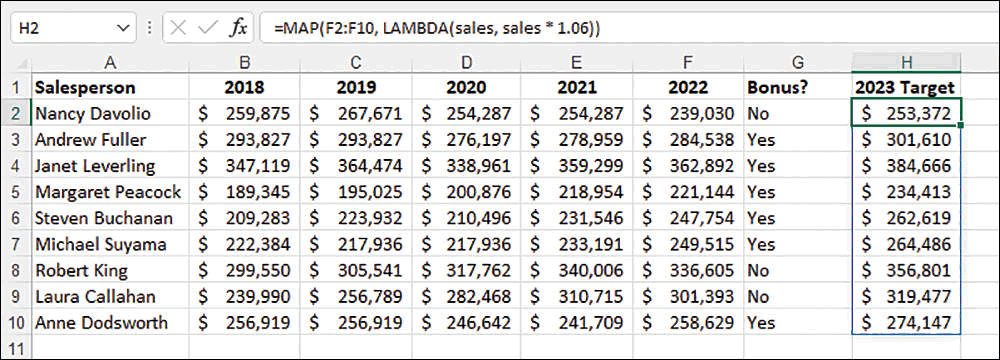 H2 fx =MAP(F2:F10, LAMBDA(sales, sales * 1.06))
A B C D E F G H
1 Salesperson 2018 2019 2020 2021 2022 Bonus? 2023 Target
2 Nancy Davolio $ 259,875 $ 267,671 $ 254,287 $ 254,287 $ 239,030 No $ 253,372
3 Andrew Fuller $ 293,827 $ 293,827 $ 276,197 $ 278,959 $ 284,538 Yes $ 301,610
4 Janet Leverling $ 347,119 $ 364,474 $ 338,961 $ 359,299 $ 362,892 Yes $ 384,666
5 Margaret Peacock $ 189,345 $ 195,025 $ 200,876 $ 218,954 $ 221,144 Yes $ 234,413
6 Steven Buchanan $ 209,283 $ 223,932 $ 210,496 $ 231,546 $ 247,754 Yes $ 262,619
7 Michael Suyama $ 222,384 $ 217,936 $ 217,936 $ 233,191 $ 249,515 Yes $ 264,486
8 Robert King $ 299,550 $ 305,541 $ 317,762 $ 340,006 $ 336,605 No $ 356,801
9 Laura Callahan $ 239,990 $ 256,789 $ 282,468 $ 310,715 $ 301,393 No $ 319,477
10 Anne Dodsworth $ 256,919 $ 256,919 $ 246,642 $ 241,709 $ 258,629 Yes $ 274,147
11